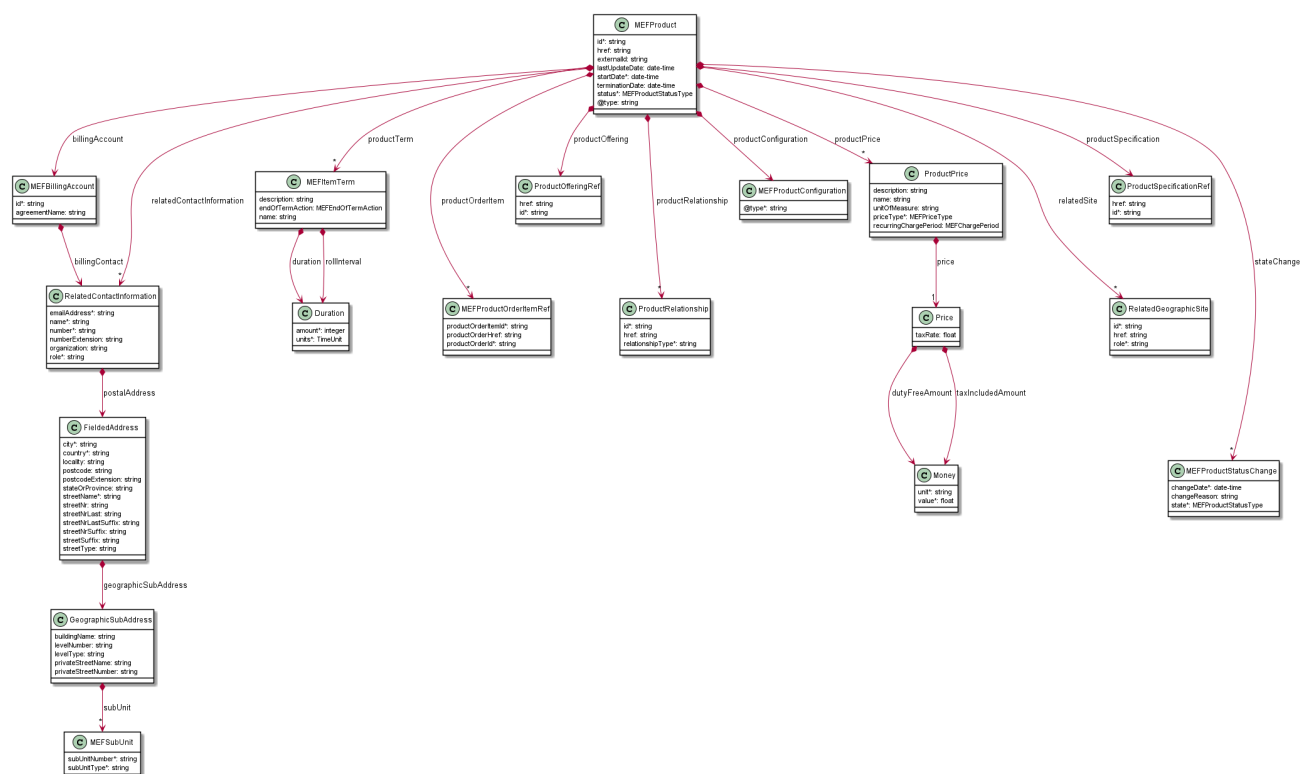 C MEFProduct
id*: string
href: string
externalId: string
lastUpdateDate: date-time
startDate*: date-time
terminationDate: date-time
status*: MEFProductStatusType
@type: string
billingAccount
relatedContactInformation
productTerm
*
productOrderItem
productOffering
productRelationship
productConfiguration
productPrice
*
relatedSite
productSpecification
stateChange
C MEFBillingAccount
id*: string
agreementName: string
billingContact
*
C MEFItemTerm
description: string
endOfTermAction: MEFEndOfTermAction
name: string
duration
rollInterval
C ProductOfferingRef
href: string
id*: string
C MEFProductConfiguration
@type*: string
C ProductPrice
description: string
name: string
unitOfMeasure: string
priceType*: MEFPriceType
recurringChargePeriod: MEFChargePeriod
price
1
C ProductSpecificationRef
href: string
id*: string
C RelatedContactInformation
emailAddress*: string
name*: string
number*: string
numberExtension: string
organization: string
role*: string
postalAddress
C Duration
amount*: integer
units*: TimeUnit
*
C MEFProductOrderItemRef
productOrderItemId*: string
productOrderHref: string
productOrderId*: string
*
C ProductRelationship
id*: string
href: string
relationshipType*: string
C Price
taxRate: float
dutyFreeAmount
taxIncludedAmount
*
C RelatedGeographicSite
id*: string
href: string
role*: string
C FieldedAddress
city*: string
country*: string
locality: string
postcode: string
postcodeExtension: string
stateOrProvince: string
streetName*: string
streetNr: string
streetNrLast: string
streetNrLastSuffix: string
streetNrSuffix: string
streetSuffix: string
streetType: string
geographicSubAddress
C Money
unit*: string
value*: float
*
C MEFProductStatusChange
changeDate*: date-time
changeReason: string
state*: MEFProductStatusType
C GeographicSubAddress
buildingName: string
levelNumber: string
levelType: string
privateStreetName: string
privateStreetNumber: string
subUnit
*
C MEFSubUnit
subUnitNumber*: string
subUnitType*: string